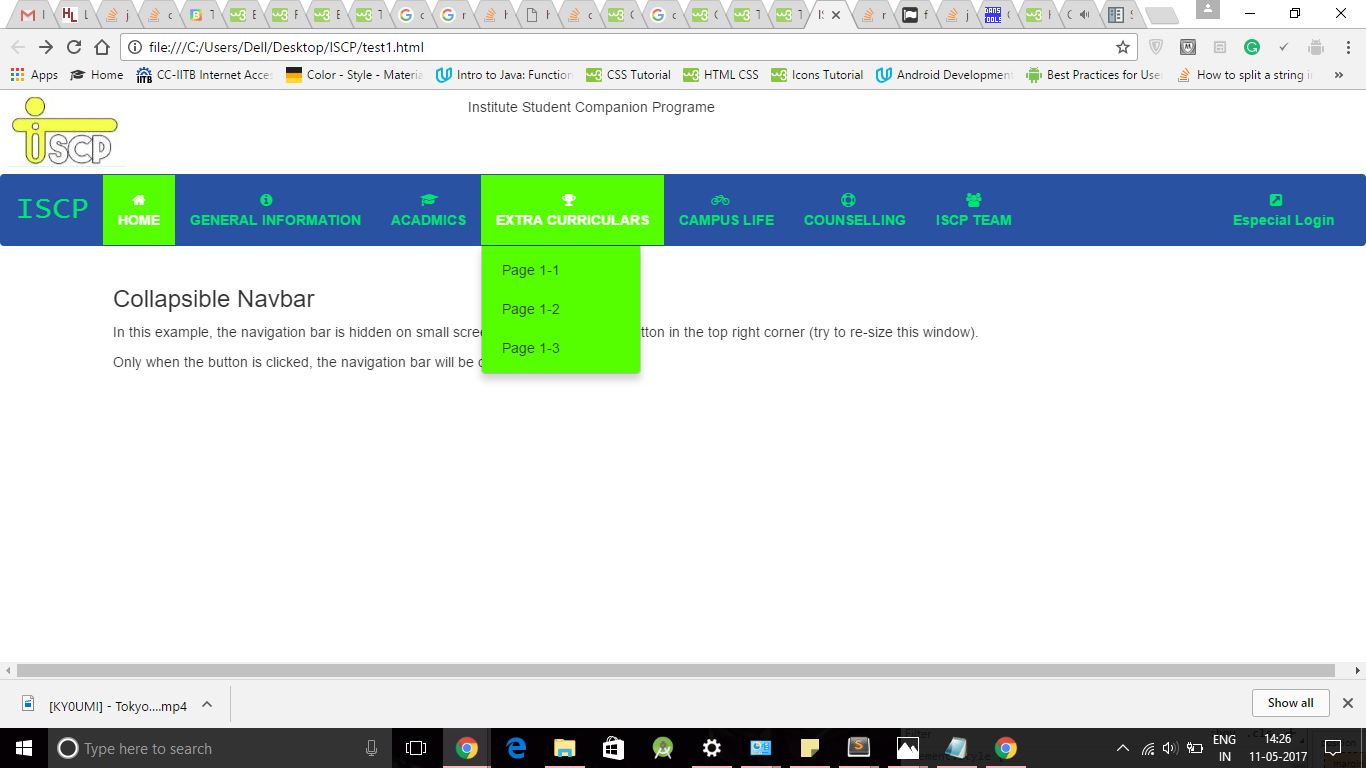 file:///C:/Users/Dell/Desktop/ISCP/test1.html
Apps Home CC-IITB Internet Acce Color - Style - Materia Intro to Java: Function CSS Tutorial HTML CSS Icons Tutorial Android Development Best Practices for Use How to split a string i »
Institute Student Companion Programe
iSCP
ISCP HOME GENERAL INFORMATION ACADMICS EXTRA CURRICULARS CAMPUS LIFE COUNSELLING ISCP TEAM Especial Login
Page 1-1
Page 1-2
Page 1-3
Collapsible Navbar
In this example, the navigation bar is hidden on small scree tton in the top right corner (try to re-size this window).
Only when the button is clicked, the navigation bar will be
[KY0UMI] - Tokyo....mp4
Show all
Type here to search
ENG
IN
14:26
11-05-2017